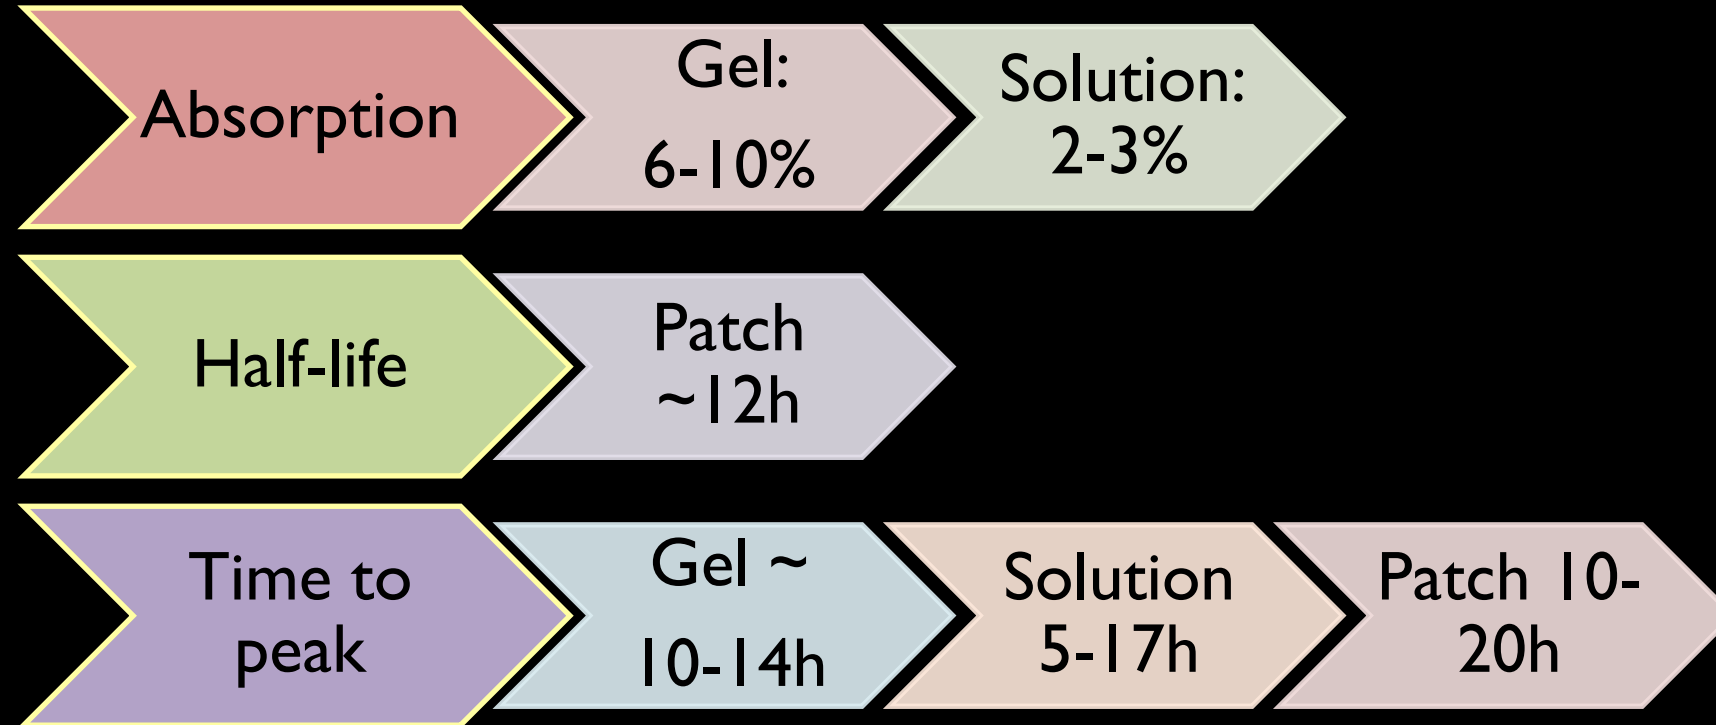 Absorption
Gel:
6-10%
Solution:
2-3%
Half-life
Patch
~12h
Time to
peak
Gel ~
10-14h
Solution
5-17h
Patch 10-
20h